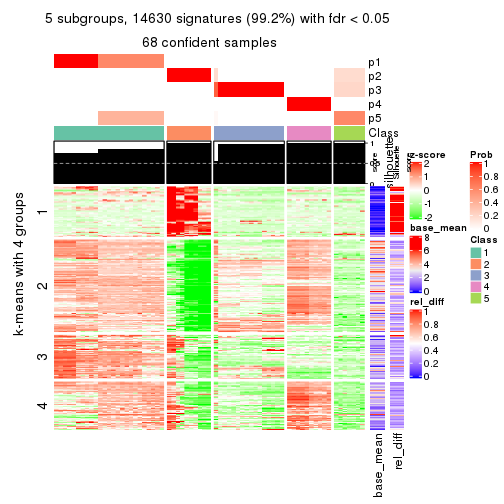 5 subgroups, 14630 signatures (99.2%) with fdr < 0.05
68 confident samples
p1
p2
p3
p4
p5
Class
1
0.5
0
silhouette
score
k-means with 4 groups
1
2
3
4
base_mean
rel_diff
z-score
2
1
0
-1
-2
base_mean
8
6
4
2
0
rel_diff
1
0.8
0.6
0.4
0.2
0
Prob
1
0.8
0.6
0.4
0.2
0
Class
1
2
3
4
5